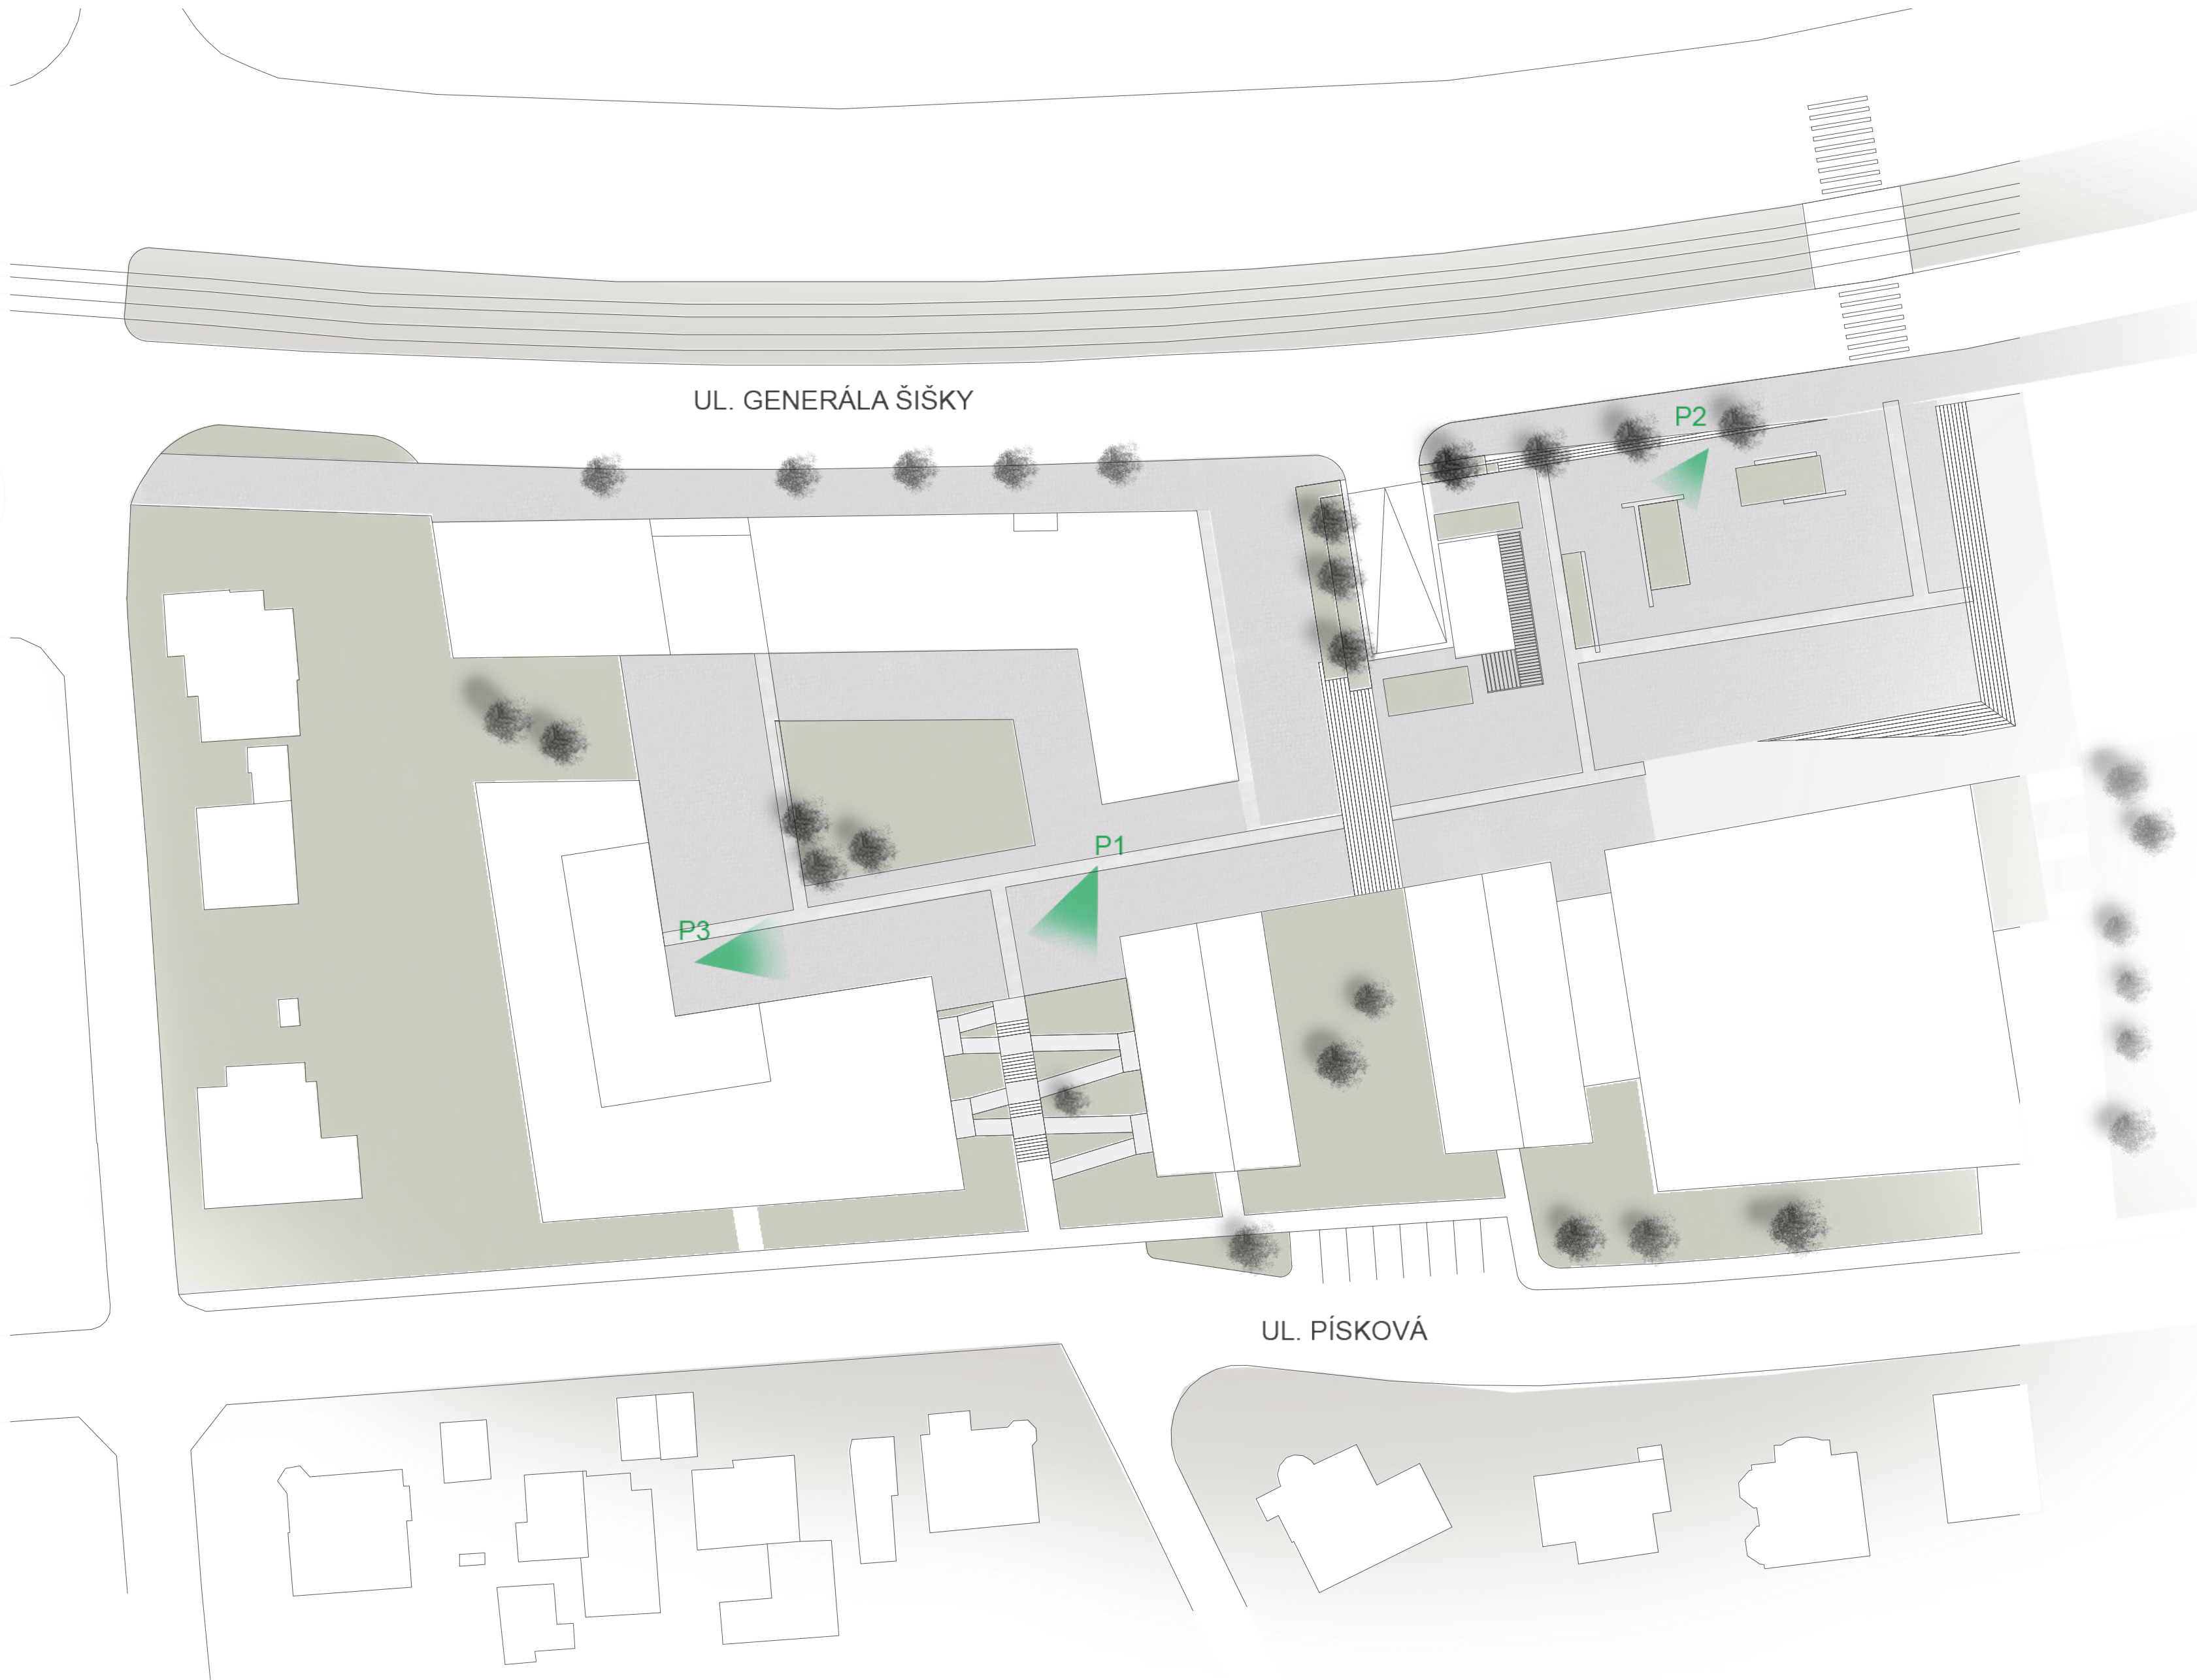 UL. GENERÁLA ŠIŠKY
P2
P1
P3
UL. PÍSKOVÁ